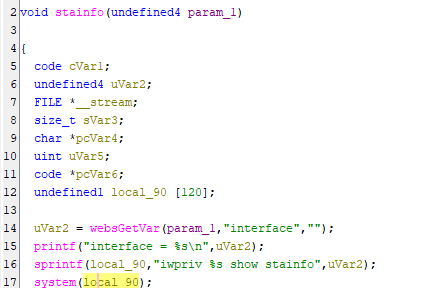 2 void stainfo(undefined4 param_1)
3
4 {
5 code cVar1;
6 undefined4 uVar2;
7 FILE *__stream;
8 size_t sVar3;
9 char *pcVar4;
10 uint uVar5;
11 code *pcVar6;
12 undefined1 local_90 [120];
13
14 uVar2 = websGetVar(param_1,"interface","");
15 printf("interface = %s\n",uVar2);
16 sprintf(local_90,"iwpriv %s show stainfo",uVar2);
17 system(local_90);